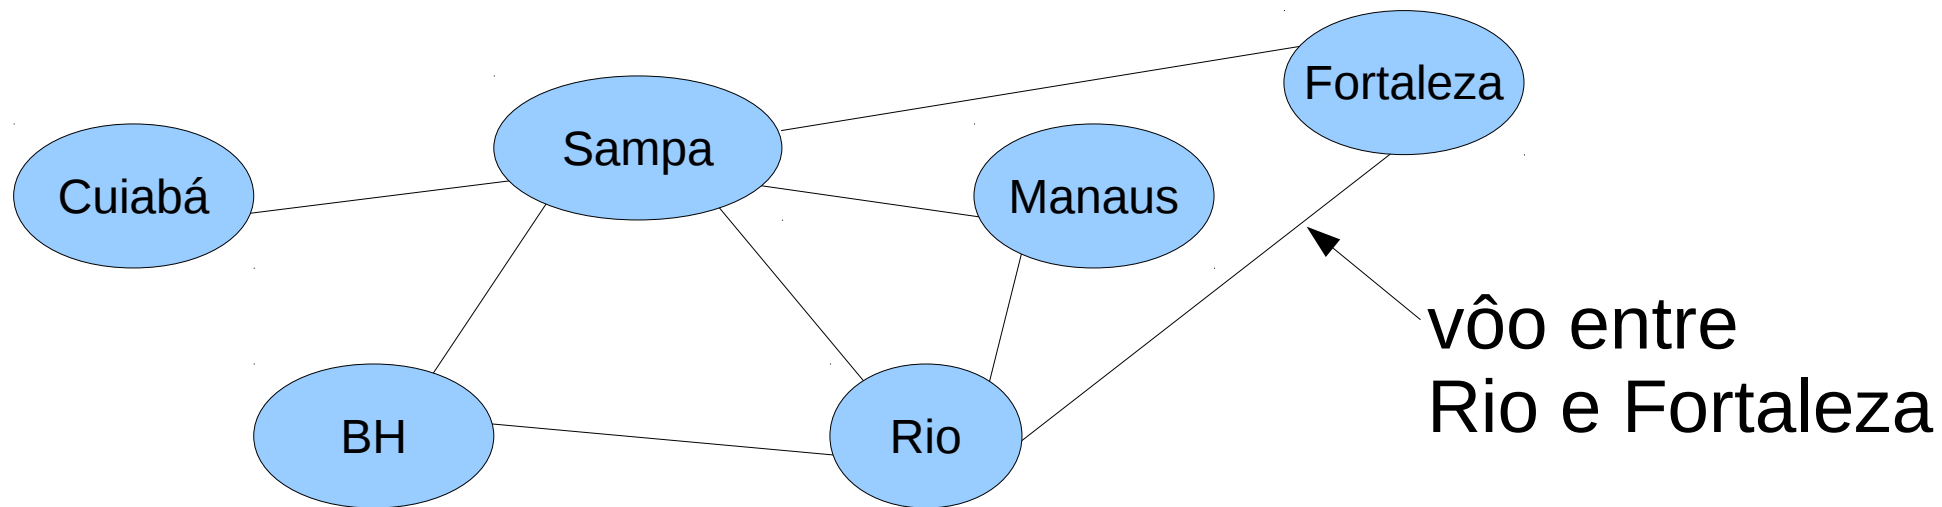 Fortaleza
Sampa
Cuiabá
Manaus
vôo entre
Rio e Fortaleza
BH
Rio